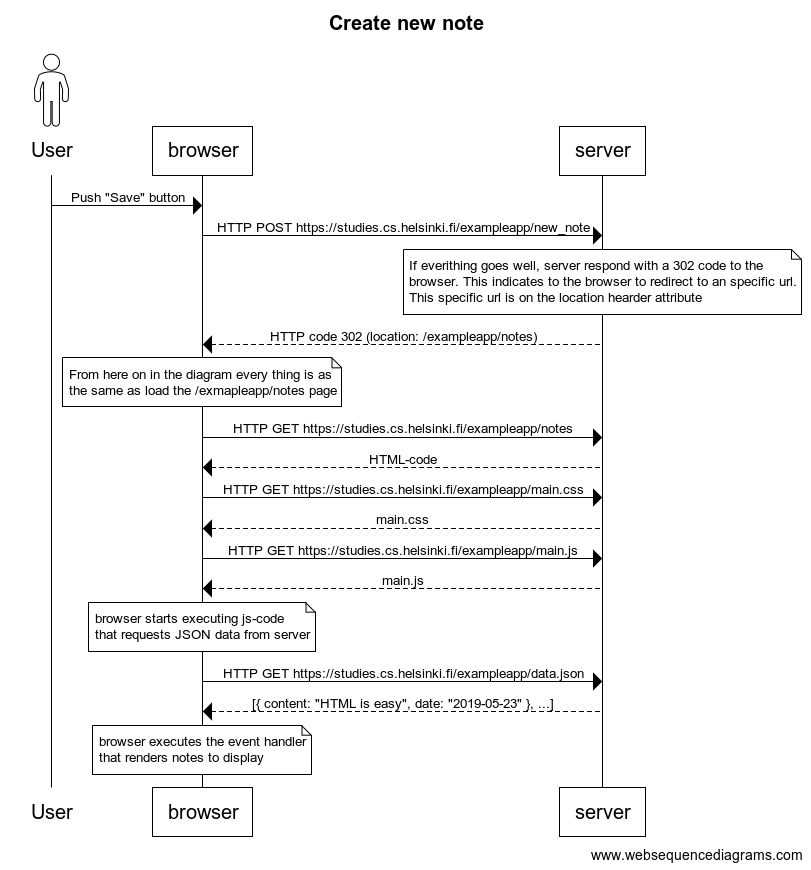 Create new note
User
browser
server
Push "Save" button
HTTP POST https://studies.cs.helsinki.fi/exampleapp/new_note
If everithing goes well, server respond with a 302 code to the
browser. This indicates to the browser to redirect to an specific url.
This specific url is on the location hearder attribute
HTTP code 302 (location: /exampleapp/notes)
From here on in the diagram every thing is as
the same as load the /exmapleapp/notes page
HTTP GET https://studies.cs.helsinki.fi/exampleapp/notes
HTML-code
HTTP GET https://studies.cs.helsinki.fi/exampleapp/main.css
main.css
HTTP GET https://studies.cs.helsinki.fi/exampleapp/main.js
main.js
browser starts executing js-code
that requests JSON data from server
HTTP GET https://studies.cs.helsinki.fi/exampleapp/data.json
[{ content: "HTML is easy", date: "2019-05-23" }, ...]
browser executes the event handler
that renders notes to display
User
browser
server
www.websequencediagrams.com